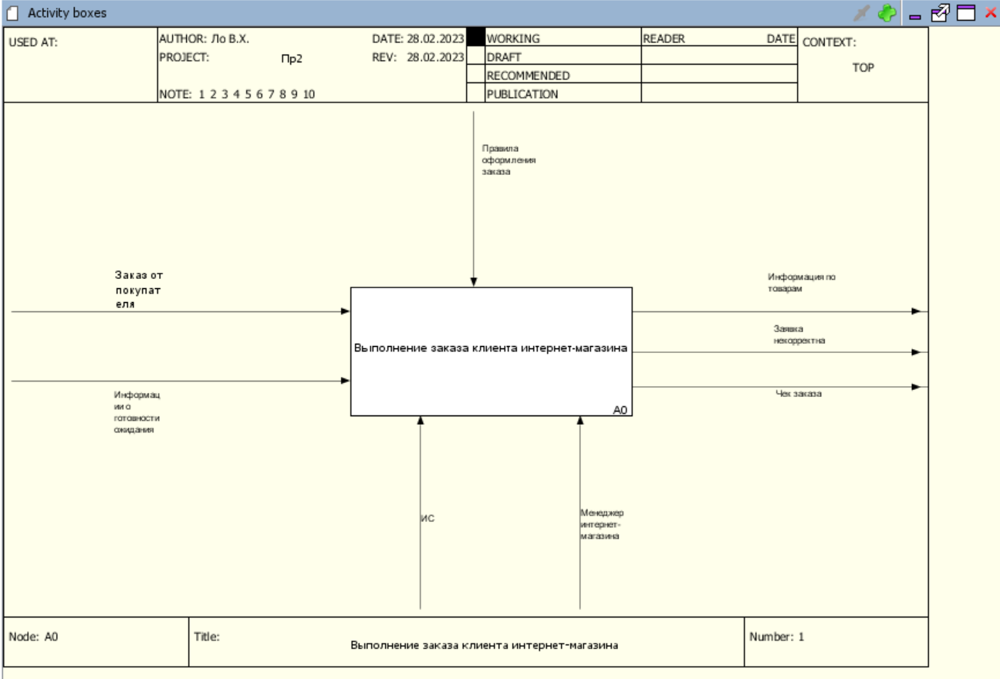 Activity boxes
USED AT:
AUTHOR: Ло В.Х.
DATE: 28.02.2023
WORKING
READER
DATE
CONTEXT:
PROJECT:
Пр2
REV: 28.02.2023
DRAFT
TOP
RECOMMENDED
NOTE: 1 2 3 4 5 6 7 8 9 10
PUBLICATION
Правила
оформления
заказа
Заказ от
покупат
еля
Информация по
товарам
Заявка
некорректна
Выполнение заказа клиента интернет-магазина
Чек заказа
A0
Информац
ии о
готовности
ожидания
ИС
Менеджер
интернет-
магазина
Node: A0
Title:
Выполнение заказа клиента интернет-магазина
Number: 1